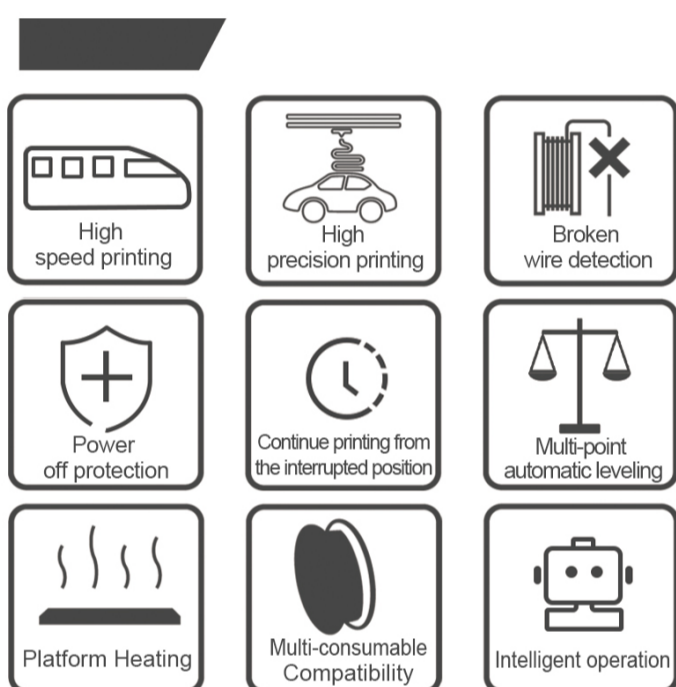 High
speed printing
High
precision printing
Broken
wire detection
Power
off protection
Continue printing from
the interrupted position
Multi-point
automatic leveling
Platform Heating
Multi-consumable
Compatibility
Intelligent operation